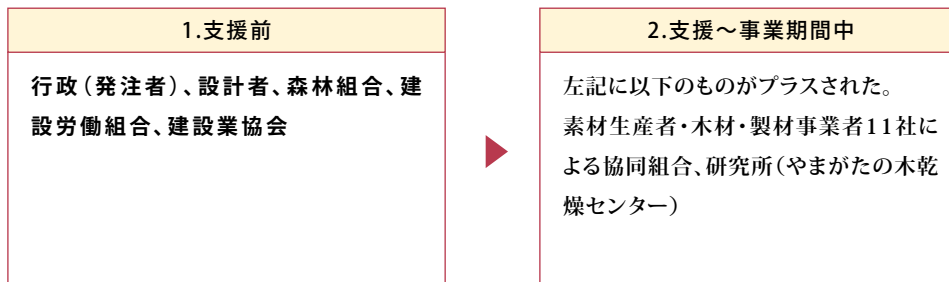 1.支援前
行政(発注者)、設計者、森林組合、建
設労働組合、建設業協会
2.支援~事業期間中
左記に以下のものがプラスされた。
素材生産者・木材・製材事業者11社に
よる協同組合、研究所(やまがたの木乾
燥センター)